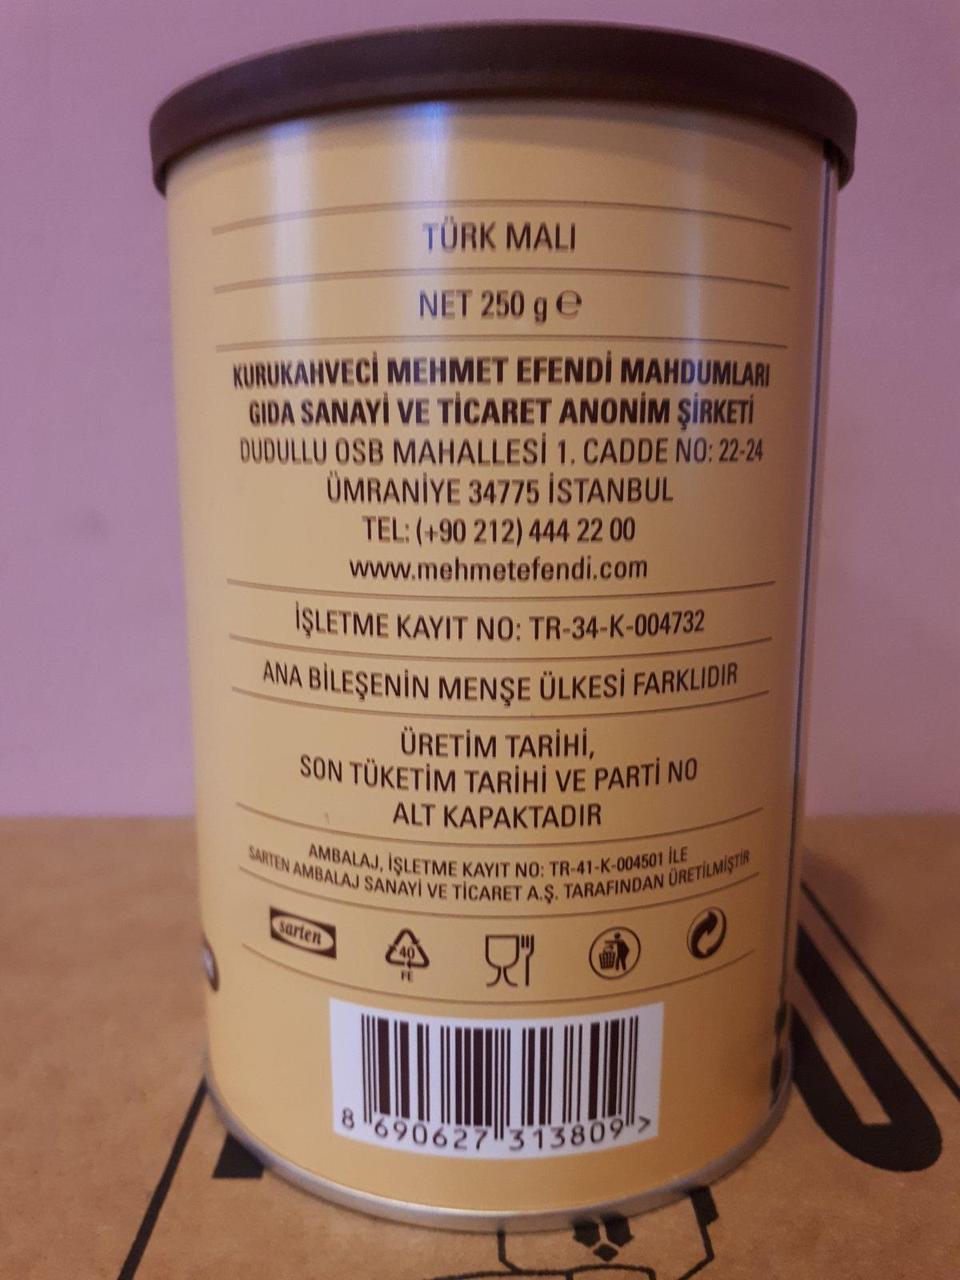 TÜRK MALI
NET 250 g ℮
KURUKAHVECİ MEHMET EFENDİ MAHDUMLARI
GIDA SANAYİ VE TİCARET ANONİM ŞİRKETİ
DUDULLU OSB MAHALLESİ 1. CADDE NO: 22-24
ÜMRANİYE 34775 İSTANBUL
TEL: (+90 212) 444 22 00
www.mehmetefendi.com
İŞLETME KAYIT NO: TR-34-K-004732
ANA BİLEŞENİN MENŞE ÜLKESİ FARKLIDIR
ÜRETİM TARİHİ,
SON TÜKETİM TARİHİ VE PARTİ NO
ALT KAPAKTADIR
AMBALAJ, İŞLETME KAYIT NO: TR-41-K-004501 İLE
SARTEN AMBALAJ SANAYİ VE TİCARET A.Ş. TARAFINDAN ÜRETİLMİŞTİR
sarten
40
FE
8 690627 313809 >